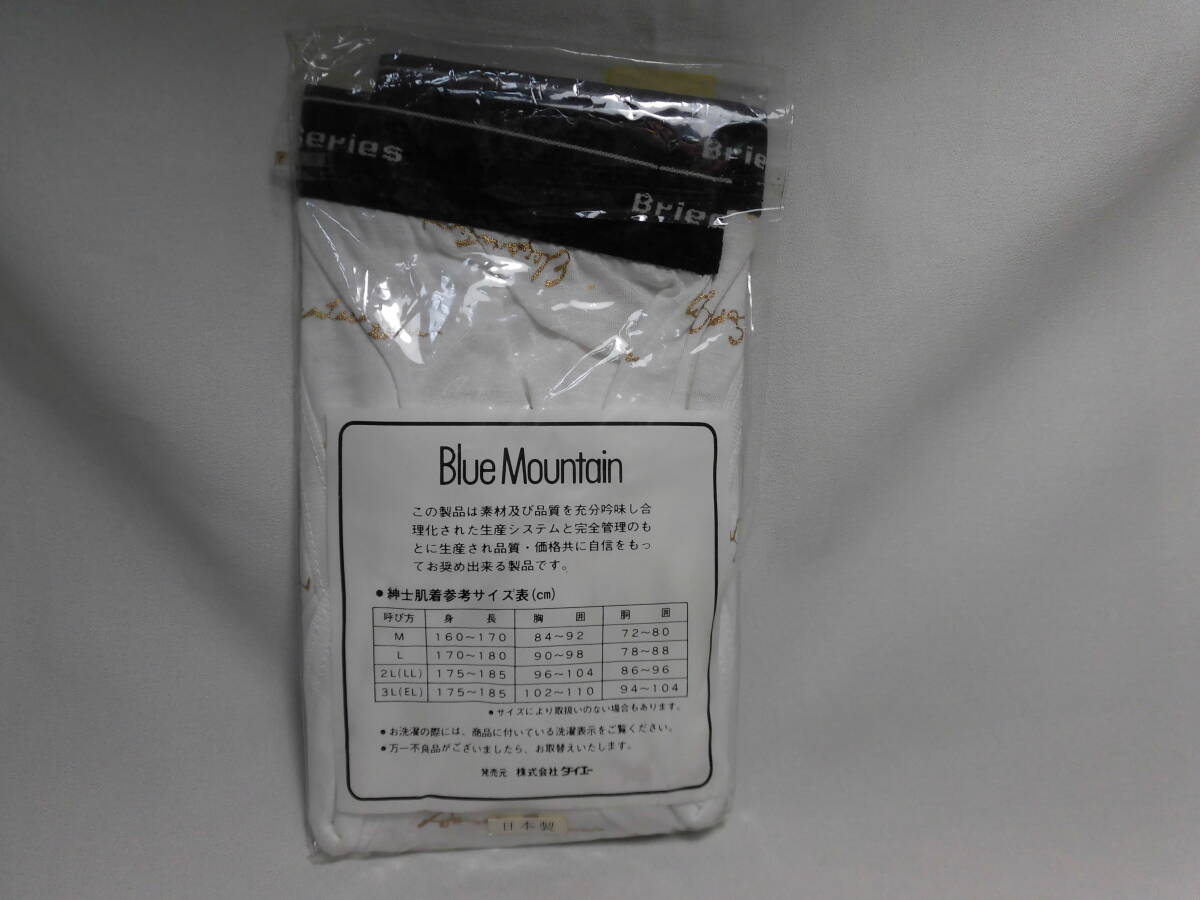 series
Brie
Brie
Blue Mountain
この製品は素材及び品質を充分吟味し合
理化された生産システムと完全管理のも
とに生産され品質・価格共に自信をもっ
てお奨め出来る製品です。
●紳士肌着参考サイズ表(cm)
呼び方 身長 胸囲 胴囲
M 160〜170 84〜92 72〜80
L 170〜180 90〜98 78〜88
2L(LL) 175〜185 96〜104 86〜96
3L(EL) 175〜185 102〜110 94〜104
●サイズにより取扱いのない場合もあります。
●お洗濯の際には、商品に付いている洗濯表示をご覧ください。
●万一不良品がございましたら、お取替えいたします。
発売元 株式会社 ダイエー
日本製